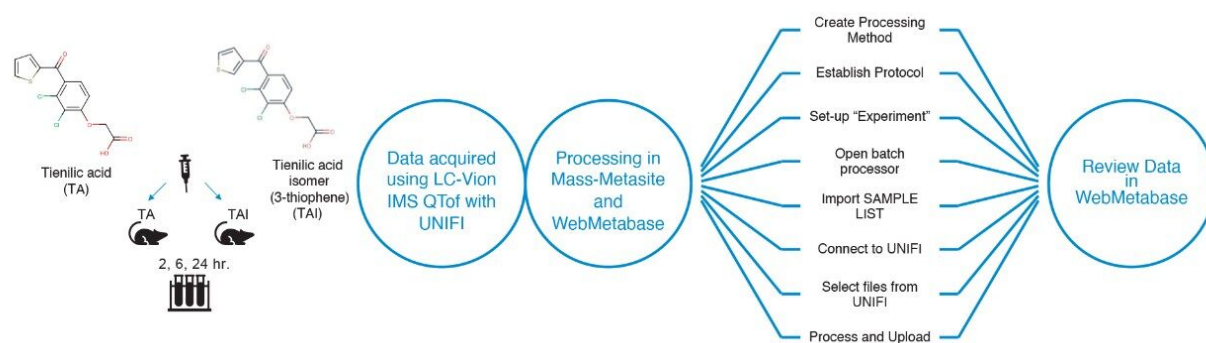 Tienilic acid
(TA)
Tienilic acid
isomer
(3-thiophene)
(TAI)
TA
TAI
2, 6, 24 hr.
Data acquired
using LC-Vion
IMS QTof with
UNIFI
Processing in
Mass-Metasite
and
WebMetabase
Create Processing
Method
Establish Protocol
Set-up “Experiment”
Open batch
processor
Import SAMPLE
LIST
Connect to UNIFI
Select files from
UNIFI
Process and Upload
Review Data
in
WebMetabase